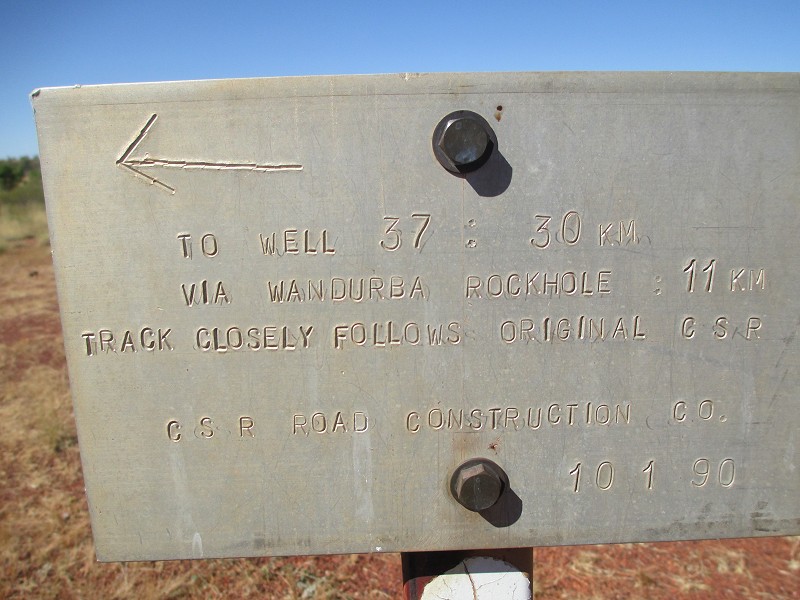 TO WELL 37 : 30 KM
VIA WANDURBA ROCKHOLE : 11 KM
TRACK CLOSELY FOLLOWS ORIGINAL C S R
C S R ROAD CONSTRUCTION CO.
10 1 90